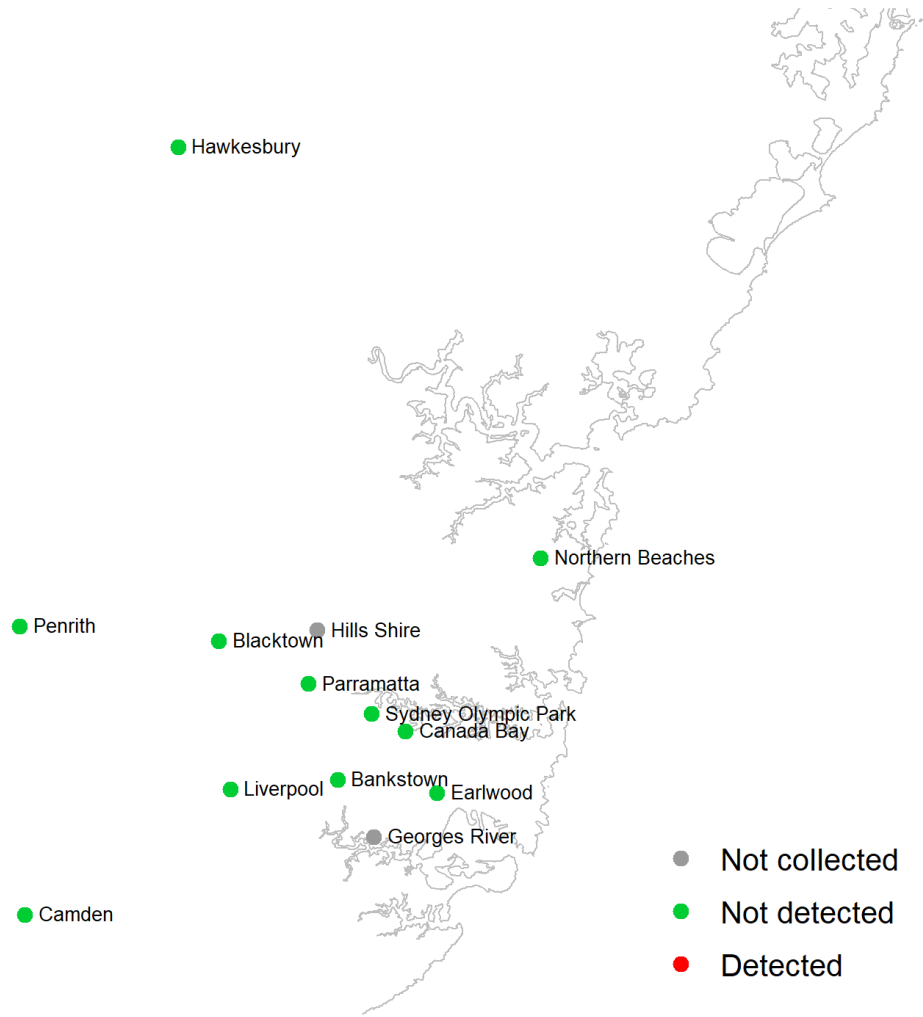 Hawkesbury
Northern Beaches
Penrith
Hills Shire
Blacktown
Parramatta
Sydney Olympic Park
Canada Bay
Bankstown
Liverpool
Earlwood
Georges River
Not collected
Camden
Not detected
Detected